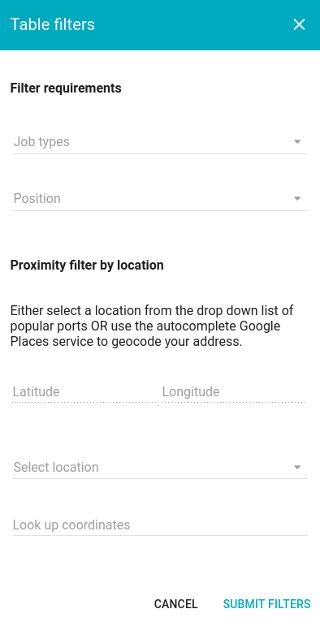 Table filters
Filter requirements
Job types
Position
Proximity filter by location
Either select a location from the drop down list of
popular ports OR use the autocomplete Google
Places service to geocode your address.
Latitude Longitude
Select location
Look up coordinates
CANCEL SUBMIT FILTERS